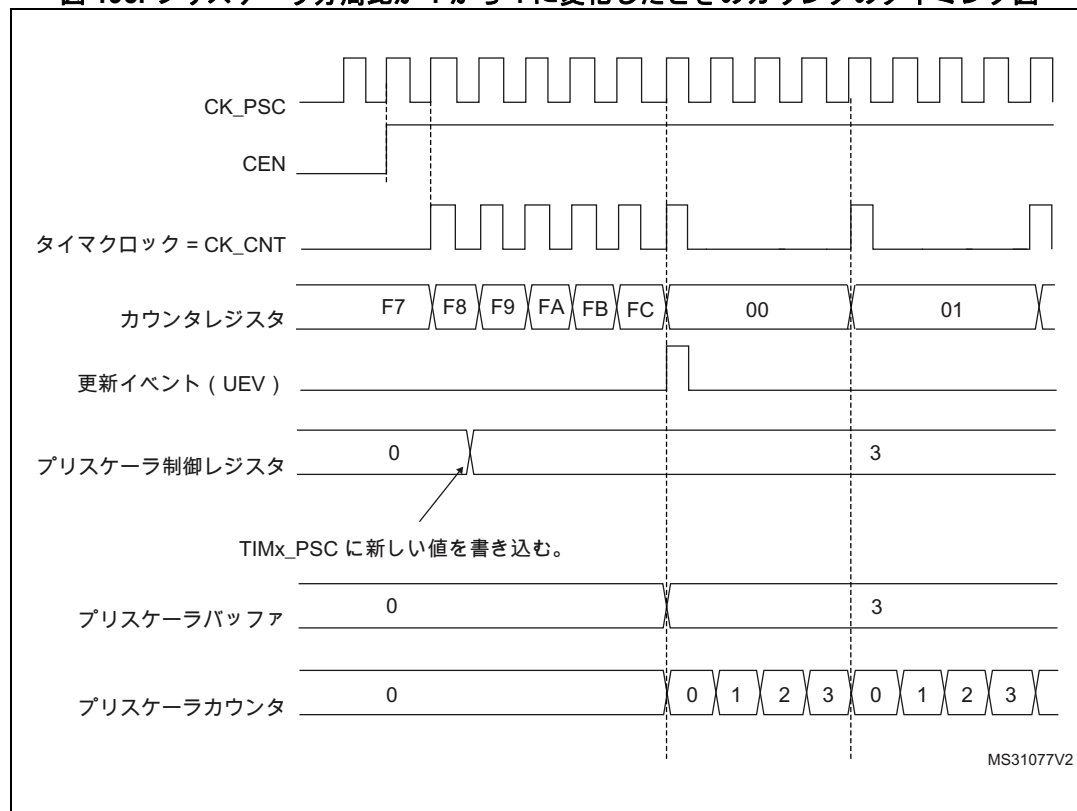 CK_PSC
CEN
タイマクロック = CK_CNT
カウンタレジスタ
F7 F8 F9 FA FB FC 00 01
更新イベント ( UEV )
プリスケーラ制御レジスタ
0 3
TIMx_PSC に新しい値を書き込む。
プリスケーラバッファ
0 3
プリスケーラカウンタ
0 0 1 2 3 0 1 2 3
MS31077V2